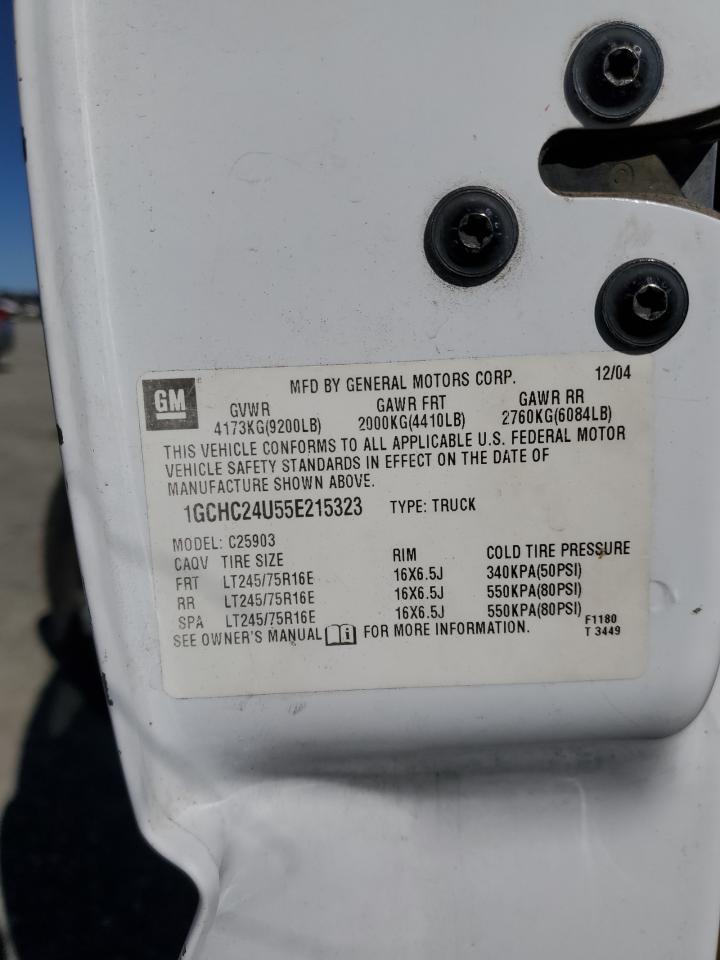 GM
MFD BY GENERAL MOTORS CORP. 12/04
GVWR GAWR FRT GAWR RR
4173KG(9200LB) 2000KG(4410LB) 2760KG(6084LB)
THIS VEHICLE CONFORMS TO ALL APPLICABLE U.S. FEDERAL MOTOR
VEHICLE SAFETY STANDARDS IN EFFECT ON THE DATE OF
MANUFACTURE SHOWN ABOVE.
1GCHC24U55E215323 TYPE: TRUCK
MODEL: C25903
CAQV TIRE SIZE RIM COLD TIRE PRESSURE
FRT LT245/75R16E 16X6.5J 340KPA(50PSI)
RR LT245/75R16E 16X6.5J 550KPA(80PSI)
SPA LT245/75R16E 16X6.5J 550KPA(80PSI)
SEE OWNER'S MANUAL FOR MORE INFORMATION. F1180
T 3449